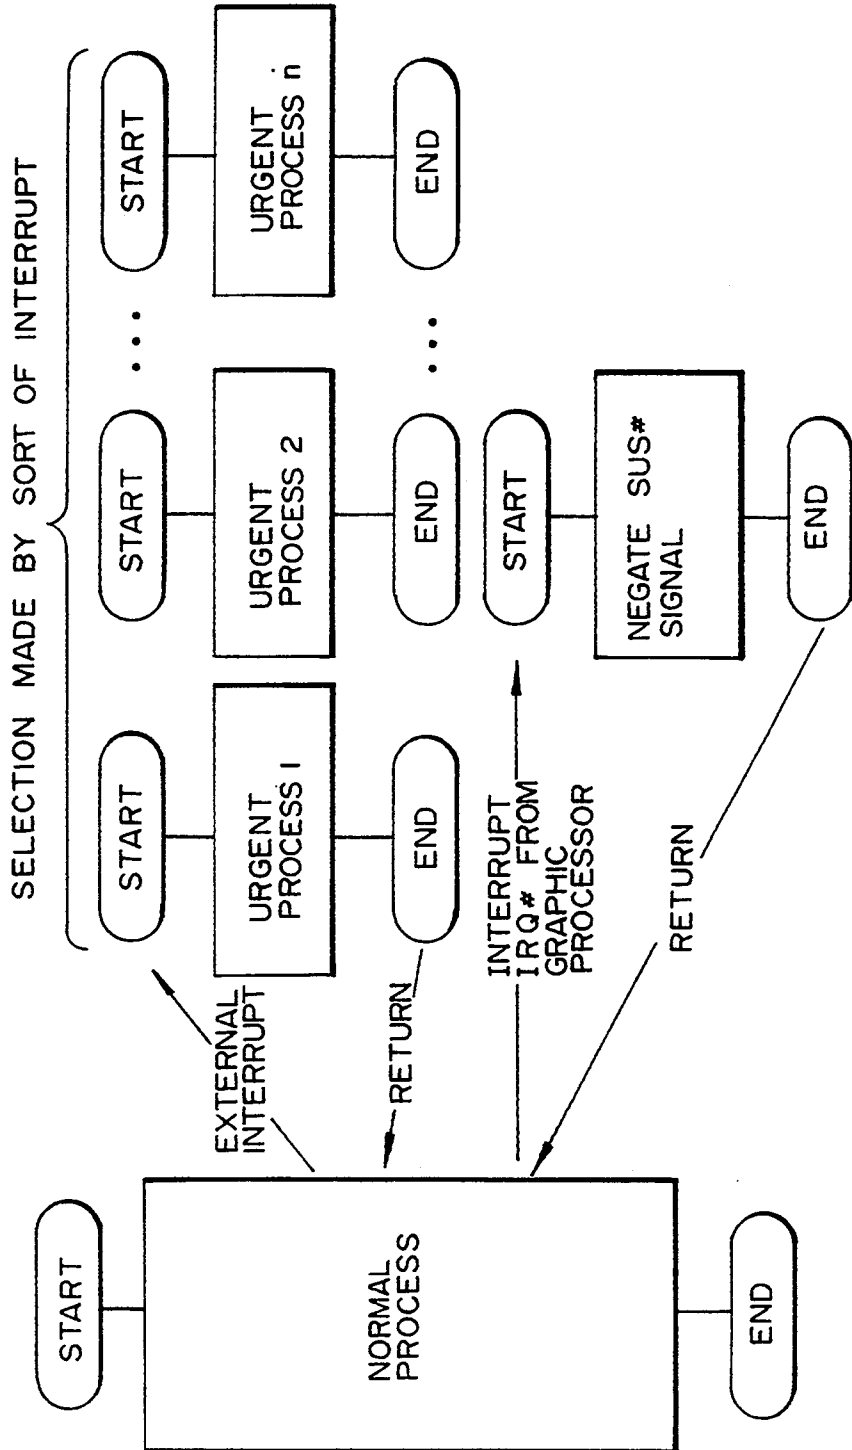 SELECTION MADE BY SORT OF INTERRUPT
START
NORMAL
PROCESS
END
EXTERNAL
INTERRUPT
RETURN
START
URGENT
PROCESS 1
END
START
URGENT
PROCESS 2
END
...
...
START
URGENT
PROCESS n
END
INTERRUPT
IRQ# FROM
GRAPHIC
PROCESSOR
START
NEGATE SUS#
SIGNAL
END
RETURN